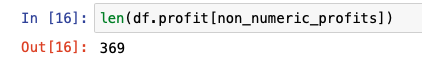 In [16]: len(df.profit[non_numeric_profits])
Out[16]: 369